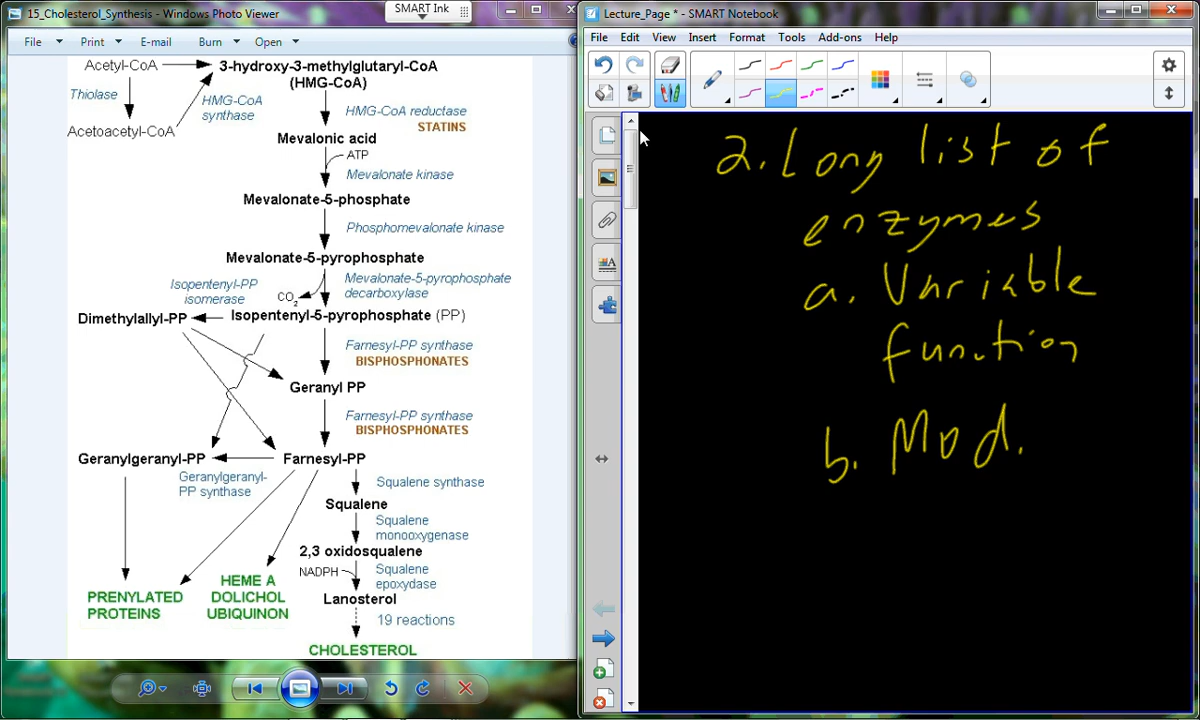 15_Cholesterol_Synthesis - Windows Photo Viewer
SMART Ink
File Print E-mail Burn Open
Acetyl-CoA
3-hydroxy-3-methylglutaryl-CoA
(HMG-CoA)
Thiolase
HMG-CoA
synthase
Acetoacetyl-CoA
HMG-CoA reductase
STATINS
Mevalonic acid
ATP
Mevalonate kinase
Mevalonate-5-phosphate
Phosphomevalonate kinase
Mevalonate-5-pyrophosphate
Isopentenyl-PP
isomerase
CO2
Mevalonate-5-pyrophosphate
decarboxylase
Dimethylallyl-PP
Isopentenyl-5-pyrophosphate (PP)
Farnesyl-PP synthase
BISPHOSPHONATES
Geranyl PP
Farnesyl-PP synthase
BISPHOSPHONATES
Geranylgeranyl-PP
Farnesyl-PP
Geranylgeranyl-
PP synthase
Squalene synthase
Squalene
Squalene
monooxygenase
2,3 oxidosqualene
NADPH
Squalene
epoxydase
Lanosterol
19 reactions
PRENYLATED
PROTEINS
HEME A
DOLICHOL
UBIQUINON
CHOLESTEROL
Lecture_Page * - SMART Notebook
File Edit View Insert Format Tools Add-ons Help
2. Long list of
enzymes
a. Variable
function
b. Mod.